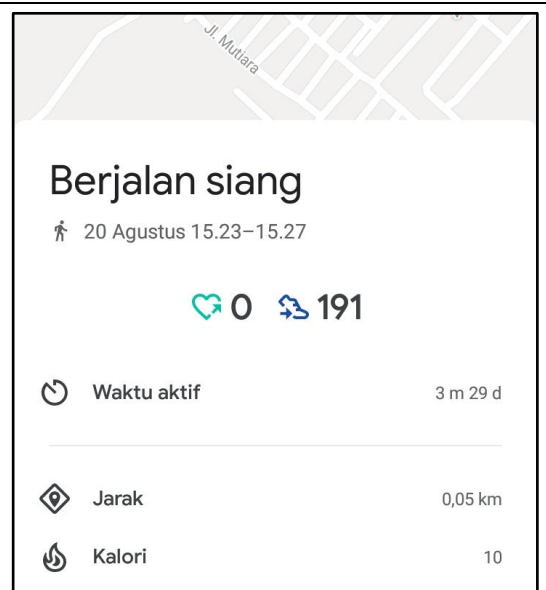 Jl. Mutiara
Berjalan siang
20 Agustus 15.23–15.27
0 191
Waktu aktif 3 m 29 d
Jarak 0,05 km
Kalori 10